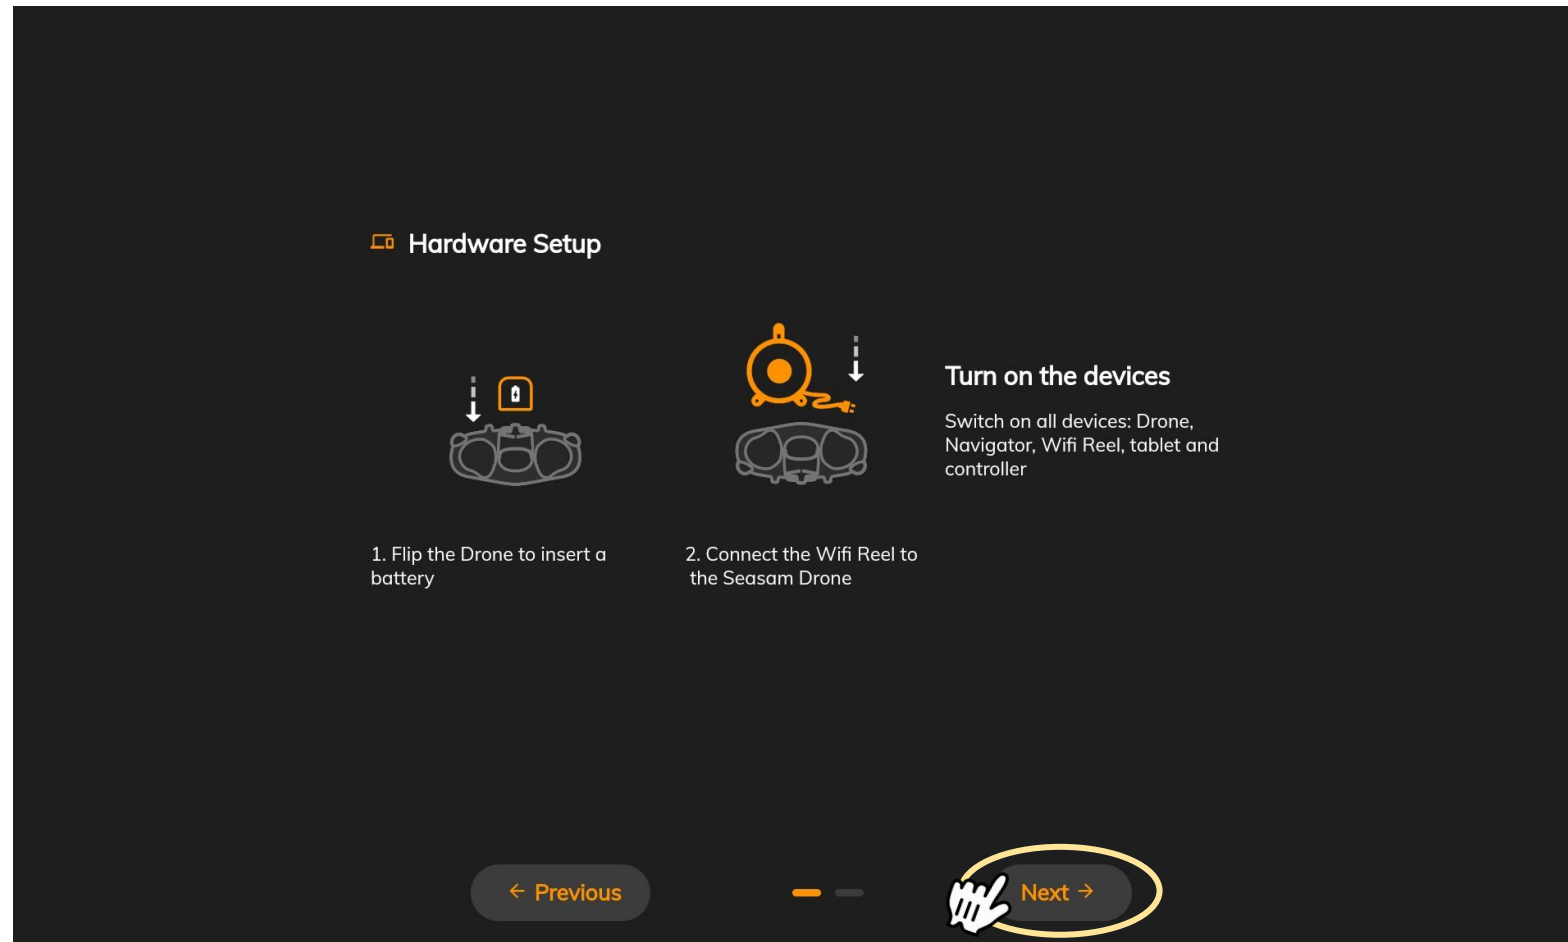 Hardware Setup
1. Flip the Drone to insert a
battery
2. Connect the Wifi Reel to
the Seasam Drone
Turn on the devices
Switch on all devices: Drone,
Navigator, Wifi Reel, tablet and
controller
← Previous
Next →